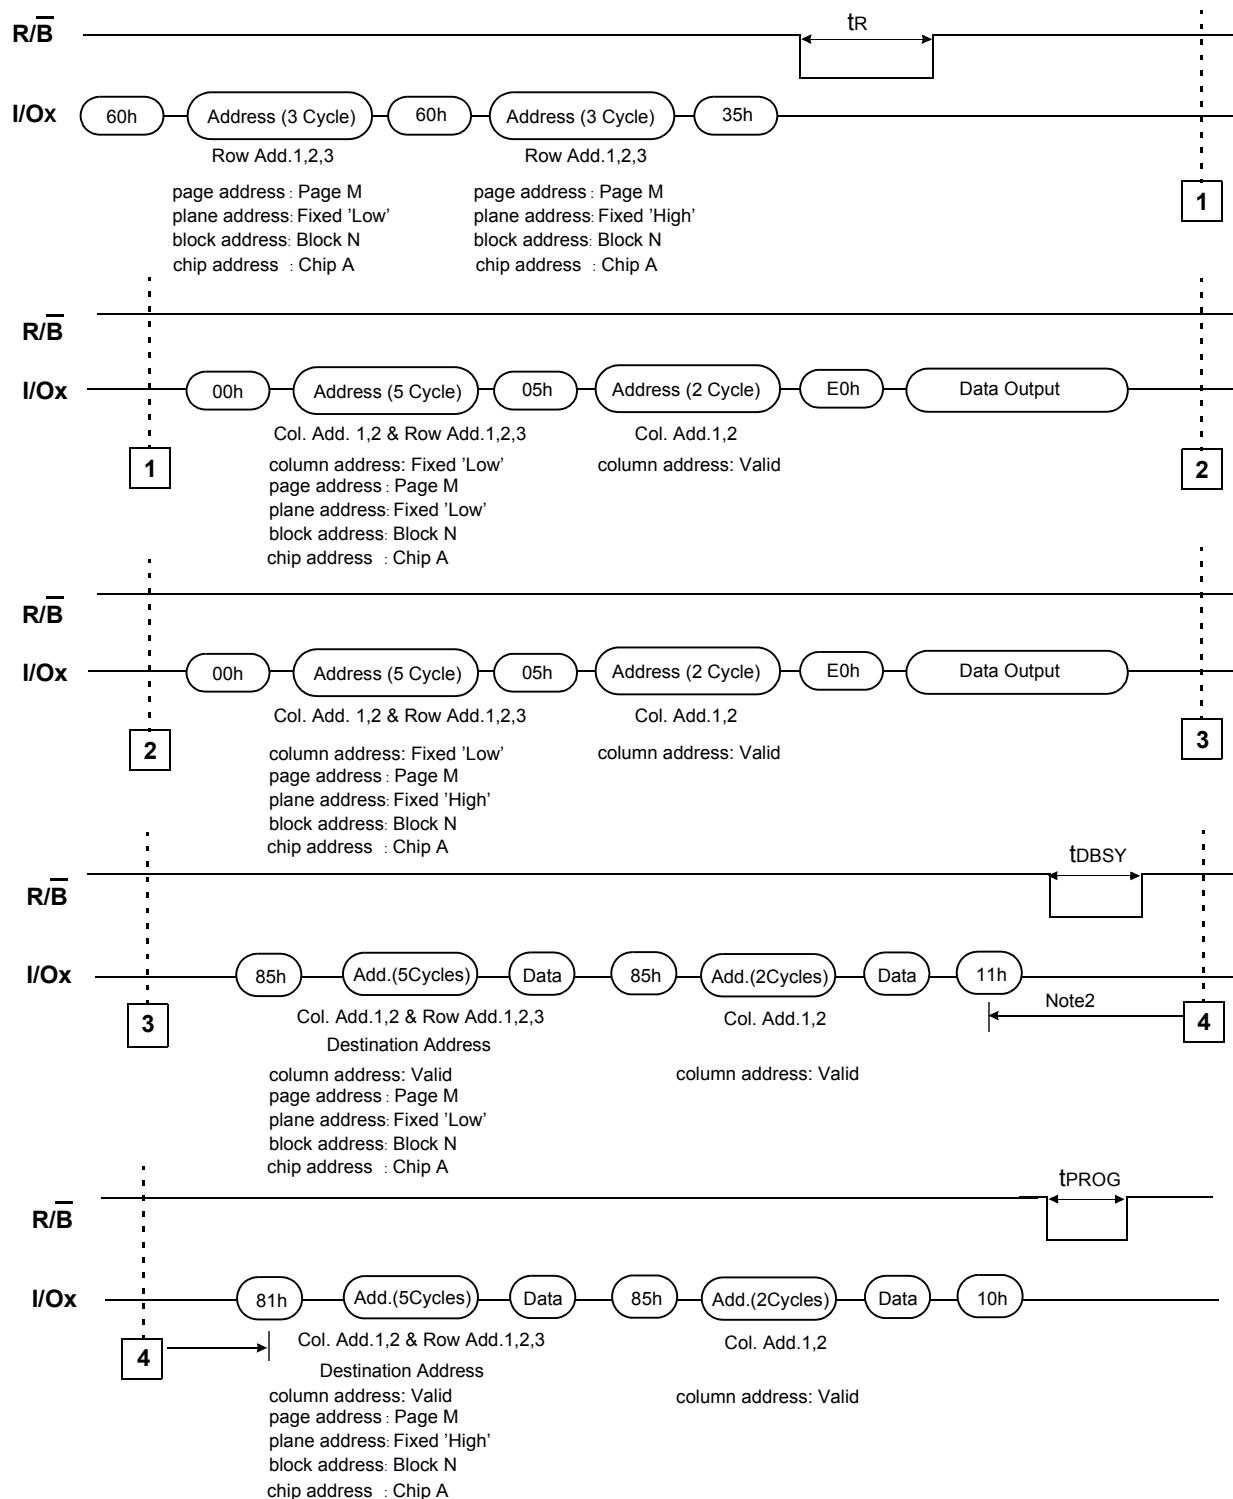 R/B̅
tR
I/Ox 60h Address (3 Cycle) 60h Address (3 Cycle) 35h
Row Add.1,2,3 Row Add.1,2,3
page address : Page M page address : Page M
plane address: Fixed 'Low' plane address: Fixed 'High'
block address: Block N block address: Block N
chip address : Chip A chip address : Chip A
1
R/B̅
I/Ox 00h Address (5 Cycle) 05h Address (2 Cycle) E0h Data Output
Col. Add. 1,2 & Row Add.1,2,3 Col. Add.1,2
1 2
column address: Fixed 'Low' column address: Valid
page address : Page M
plane address: Fixed 'Low'
block address: Block N
chip address : Chip A
R/B̅
I/Ox 00h Address (5 Cycle) 05h Address (2 Cycle) E0h Data Output
Col. Add. 1,2 & Row Add.1,2,3 Col. Add.1,2
2 3
column address: Fixed 'Low' column address: Valid
page address : Page M
plane address: Fixed 'High'
block address: Block N
chip address : Chip A
tDBSY
R/B̅
I/Ox 85h Add.(5Cycles) Data 85h Add.(2Cycles) Data 11h
Note2
3 4
Col. Add.1,2 & Row Add.1,2,3 Col. Add.1,2
Destination Address
column address: Valid column address: Valid
page address : Page M
plane address: Fixed 'Low'
block address: Block N
chip address : Chip A
tPROG
R/B̅
I/Ox 81h Add.(5Cycles) Data 85h Add.(2Cycles) Data 10h
4
Col. Add.1,2 & Row Add.1,2,3 Col. Add.1,2
Destination Address
column address: Valid column address: Valid
page address : Page M
plane address: Fixed 'High'
block address: Block N
chip address : Chip A